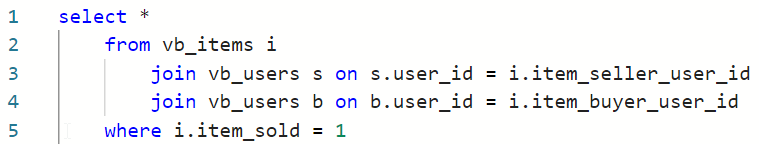 1 select *
2 from vb_items i
3 join vb_users s on s.user_id = i.item_seller_user_id
4 join vb_users b on b.user_id = i.item_buyer_user_id
5 where i.item_sold = 1